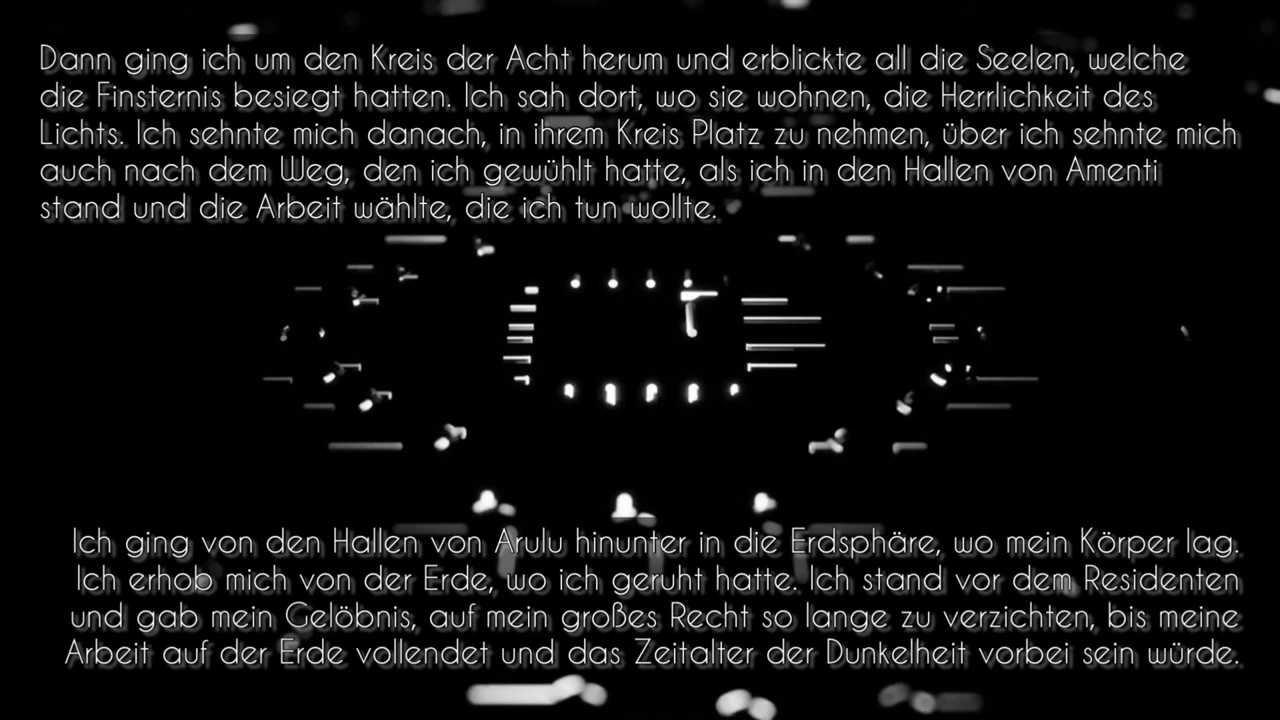 Dann ging ich um den Kreis der Acht herum und erblickte all die Seelen, welche
die Finsternis besiegt hatten. Ich sah dort, wo sie wohnen, die Herrlichkeit des
Lichts. Ich sehnte mich danach, in ihrem Kreis Platz zu nehmen, über ich sehnte mich
auch nach dem Weg, den ich gewühlt hatte, als ich in den Hallen von Amenti
stand und die Arbeit wählte, die ich tun wollte.
Ich ging von den Hallen von Arulu hinunter in die Erdsphäre, wo mein Körper lag.
Ich erhob mich von der Erde, wo ich geruht hatte. Ich stand vor dem Residenten
und gab mein Gelöbnis, auf mein großes Recht so lange zu verzichten, bis meine
Arbeit auf der Erde vollendet und das Zeitalter der Dunkelheit vorbei sein würde.